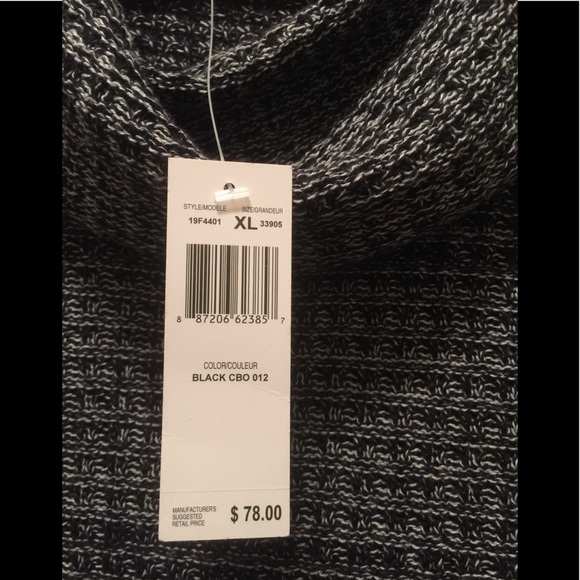 STYLE/MODELE SIZE/GRANDEUR
19F4401 XL 33905
8 87206 62385 7
COLOR/COULEUR
BLACK CBO 012
MANUFACTURER'S
SUGGESTED
RETAIL PRICE
$ 78.00